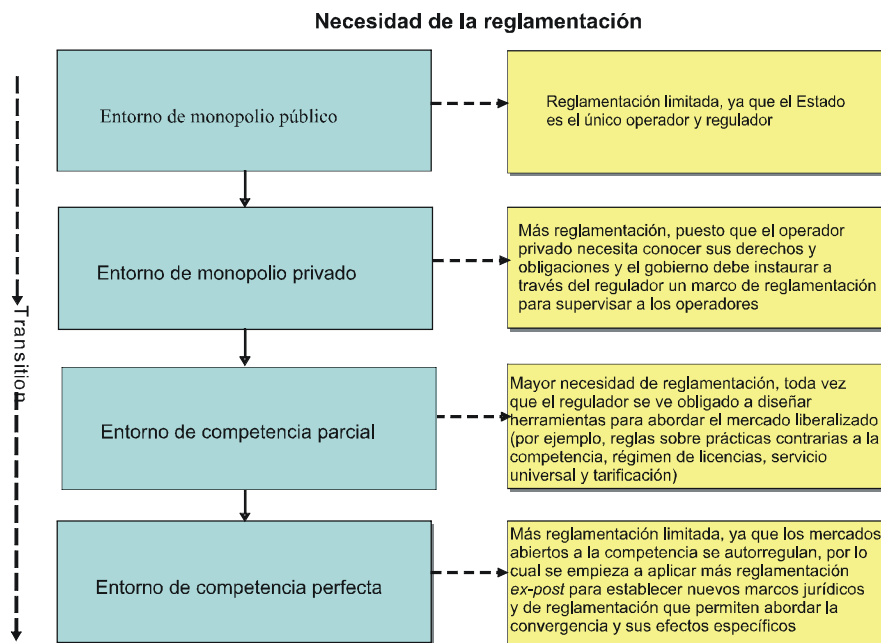 Necesidad de la reglamentación
Entorno de monopolio público
Reglamentación limitada, ya que el Estado
es el único operador y regulador
Entorno de monopolio privado
Más reglamentación, puesto que el operador
privado necesita conocer sus derechos y
obligaciones y el gobierno debe instaurar a
través del regulador un marco de reglamentación
para supervisar a los operadores
Transition
Entorno de competencia parcial
Mayor necesidad de reglamentación, toda vez
que el regulador se ve obligado a diseñar
herramientas para abordar el mercado liberalizado
(por ejemplo, reglas sobre prácticas contrarias a la
competencia, régimen de licencias, servicio
universal y tarificación)
Entorno de competencia perfecta
Más reglamentación limitada, ya que los mercados
abiertos a la competencia se autorregulan, por lo
cual se empieza a aplicar más reglamentación
ex-post para establecer nuevos marcos jurídicos
y de reglamentación que permiten abordar la
convergencia y sus efectos específicos